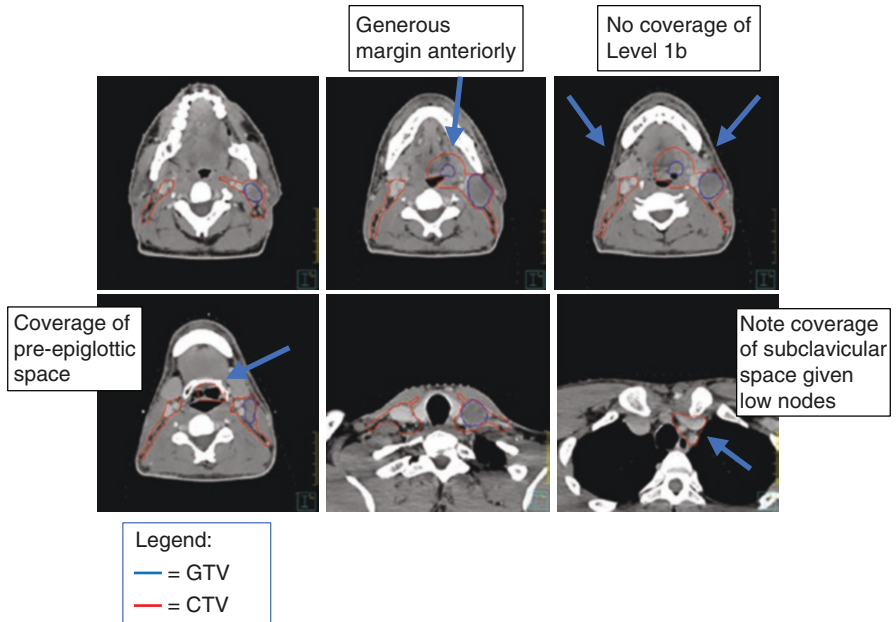 Generous
margin anteriorly
No coverage of
Level 1b
Coverage of
pre-epiglottic
space
Note coverage
of subclavicular
space given
low nodes
Legend:
= GTV
= CTV